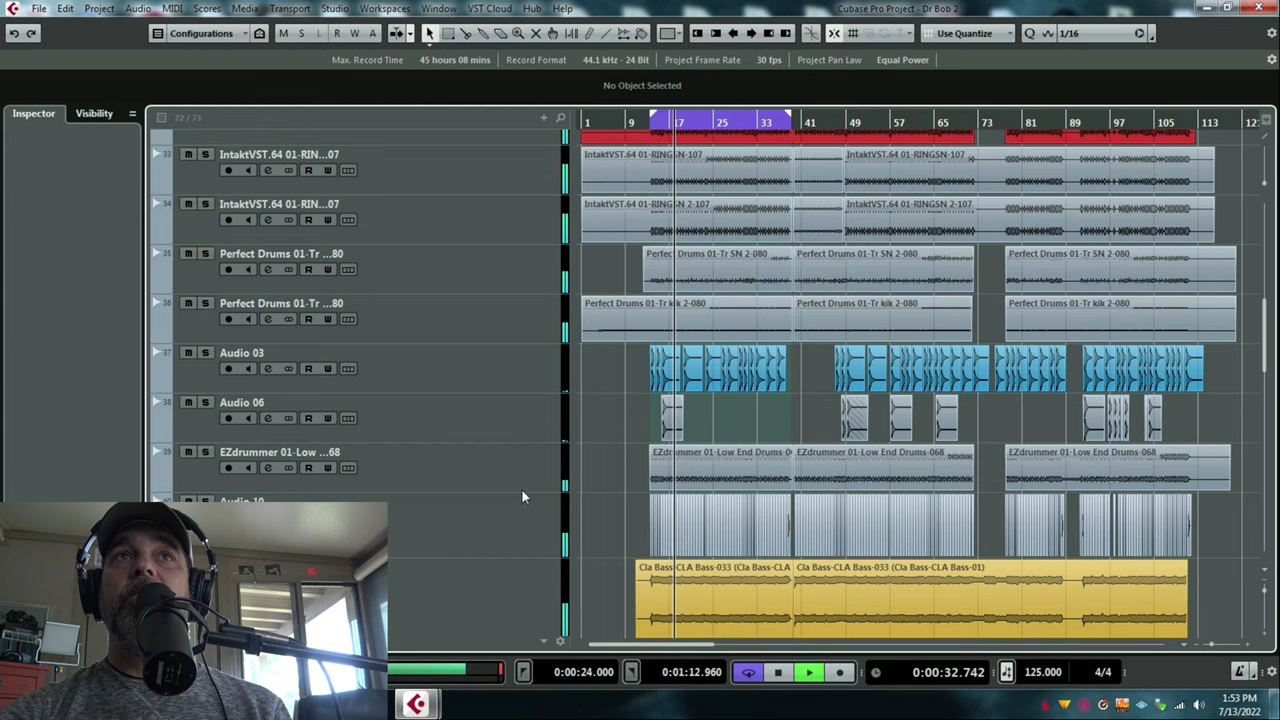 File Edit Project Audio MIDI Scores Media Transport Studio Workspaces Window VST Cloud Hub Help
Cubase Pro Project - Dr Bob 2
Configurations
M S L R W A
Use Quantize
Q
1/16
Max. Record Time 45 hours 08 mins Record Format 44.1 kHz - 24 Bit Project Frame Rate 30 fps Project Pan Law Equal Power
No Object Selected
Inspector Visibility
72 / 73
1 9 17 25 33 41 49 57 65 73 81 89 97 105 113 12
33 m S IntaktVST.64 01-RIN...07
R W
IntaktVST.64 01-RINGSN-107
IntaktVST.64 01-RINGSN-107
34 m S IntaktVST.64 01-RIN...07
R W
IntaktVST.64 01-RINGSN 2-107
IntaktVST.64 01-RINGSN 2-107
35 m S Perfect Drums 01-Tr ...80
R W
Perfect Drums 01-Tr SN 2-080
Perfect Drums 01-Tr SN 2-080
Perfect Drums 01-Tr SN 2-080
36 m S Perfect Drums 01-Tr ...80
R W
Perfect Drums 01-Tr kik 2-080
Perfect Drums 01-Tr kik 2-080
Perfect Drums 01-Tr kik 2-080
37 m S Audio 03
R W
38 m S Audio 06
R W
39 m S EZdrummer 01-Low ...68
R W
EZdrummer 01-Low End Drums-0
EZdrummer 01-Low End Drums-068
EZdrummer 01-Low End Drums-068
Audio 10
Cla Bass-CLA Bass-033 (Cla Bass-CLA
Cla Bass-CLA Bass-033 (Cla Bass-CLA Bass-01)
0:00:24.000
0:01:12.960
0:00:32.742
125.000
4/4
1:53 PM
7/13/2022